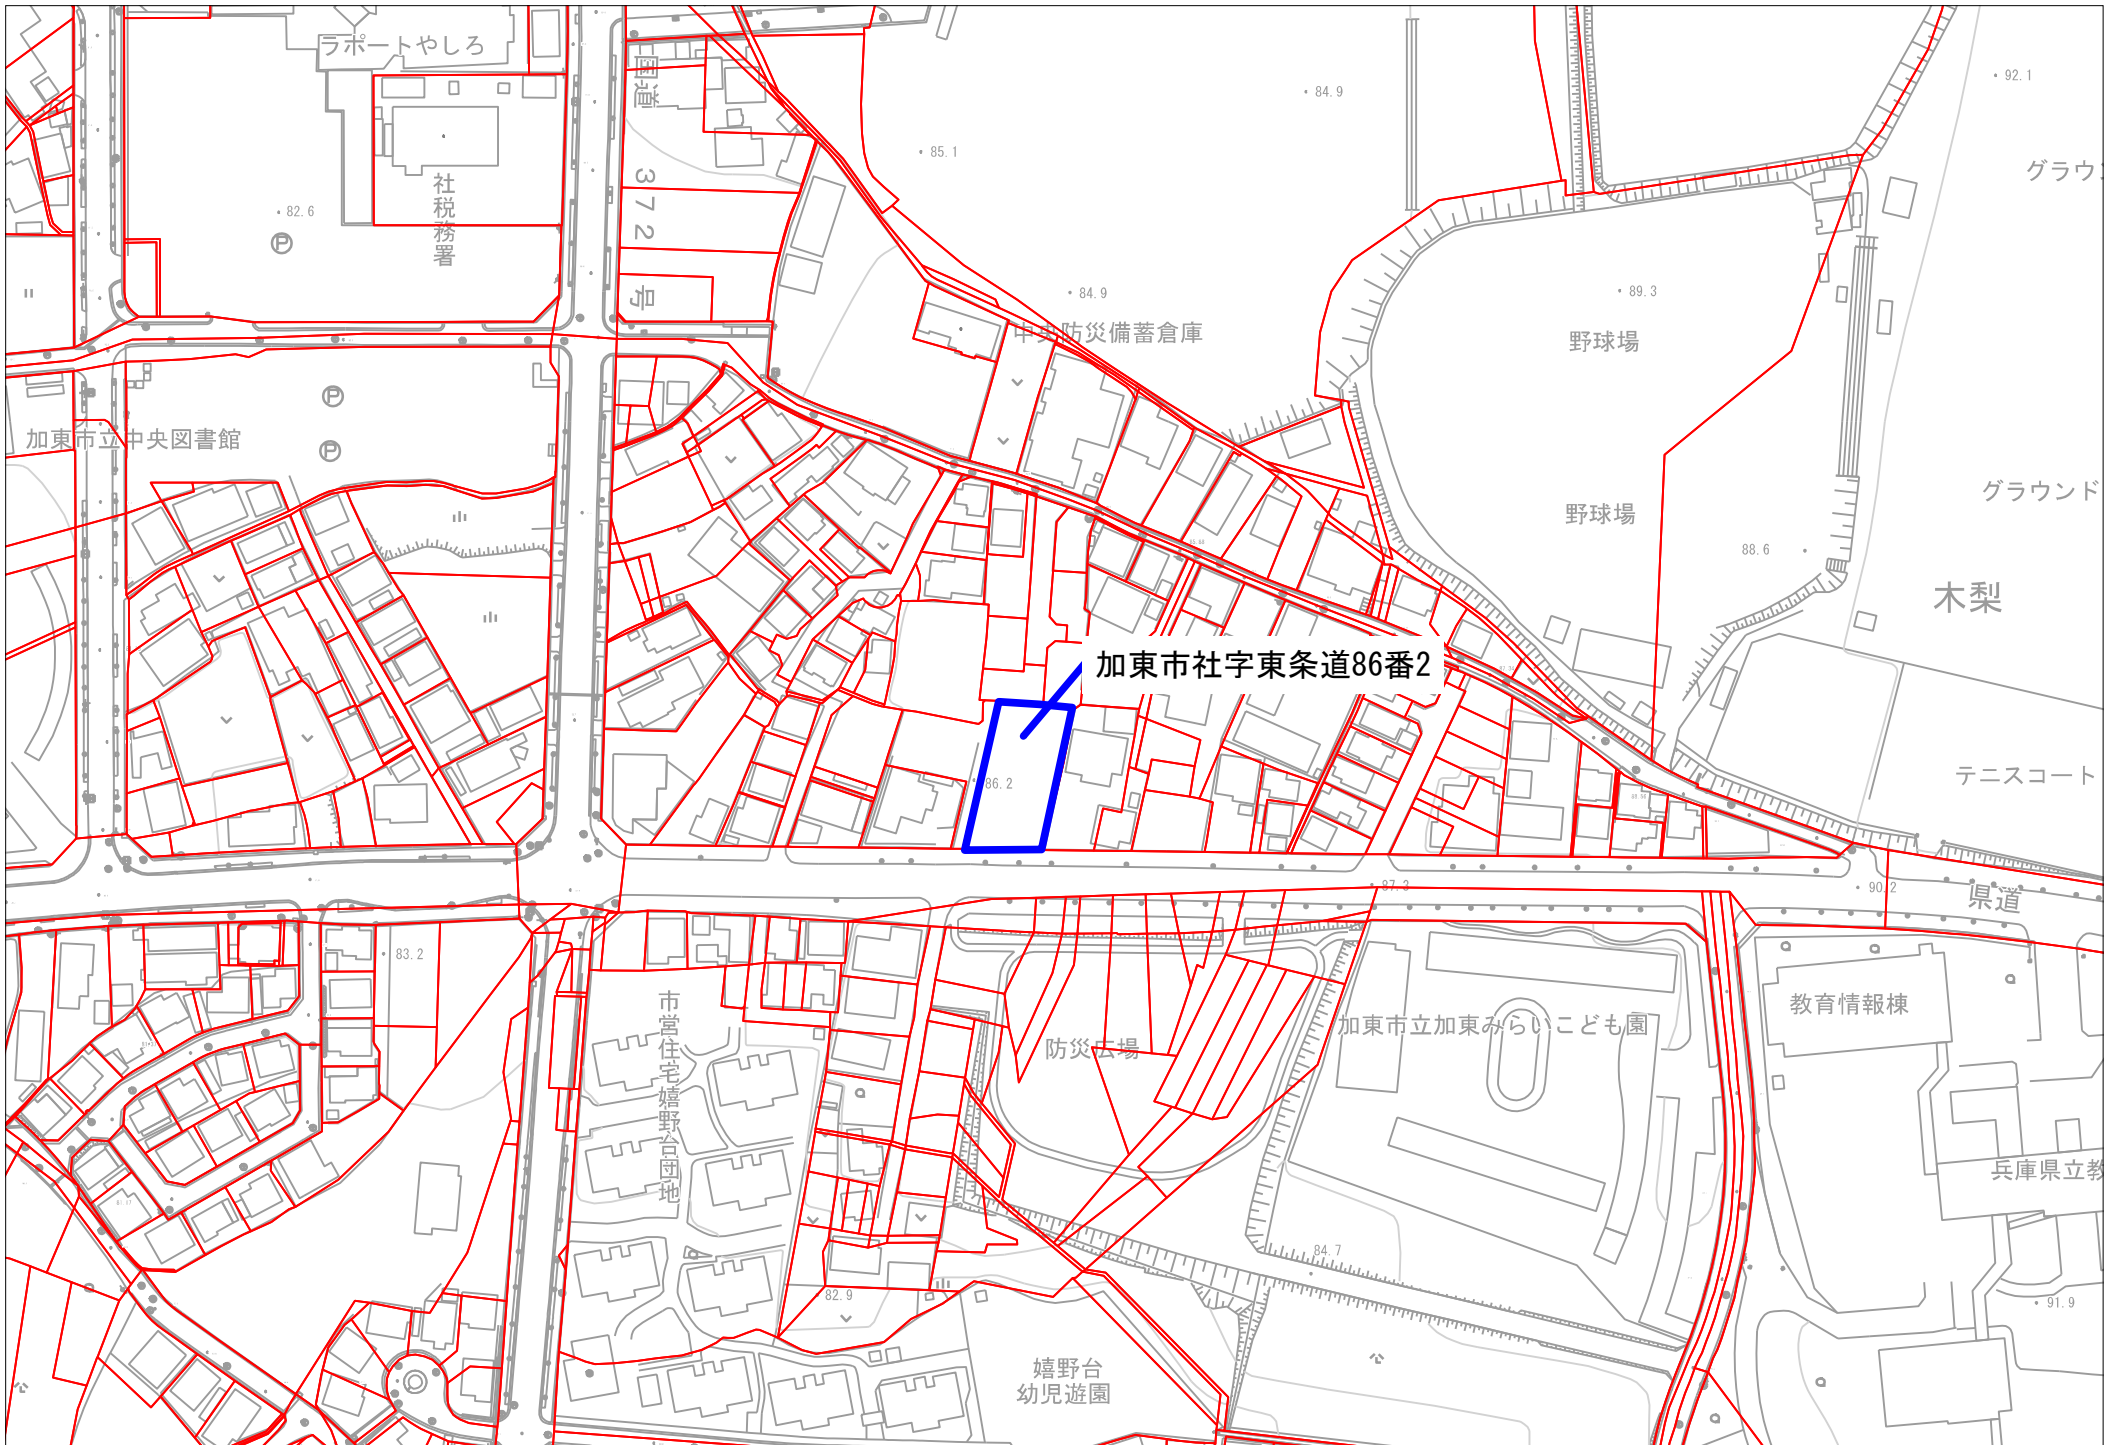 ラポートやしろ
国道
372
号
92.1
84.9
85.1
グラウン
社税務署
82.6
84.9
89.3
中央防災備蓄倉庫
野球場
加東市立中央図書館
グラウンド
野球場
88.6
木梨
加東市社字東条道86番2
86.2
テニスコート
87.3
90.2
県道
83.2
市営住宅嬉野台団地
教育情報棟
加東市立加東みらいこども園
防災広場
兵庫県立教
84.7
82.9
91.9
嬉野台
幼児遊園